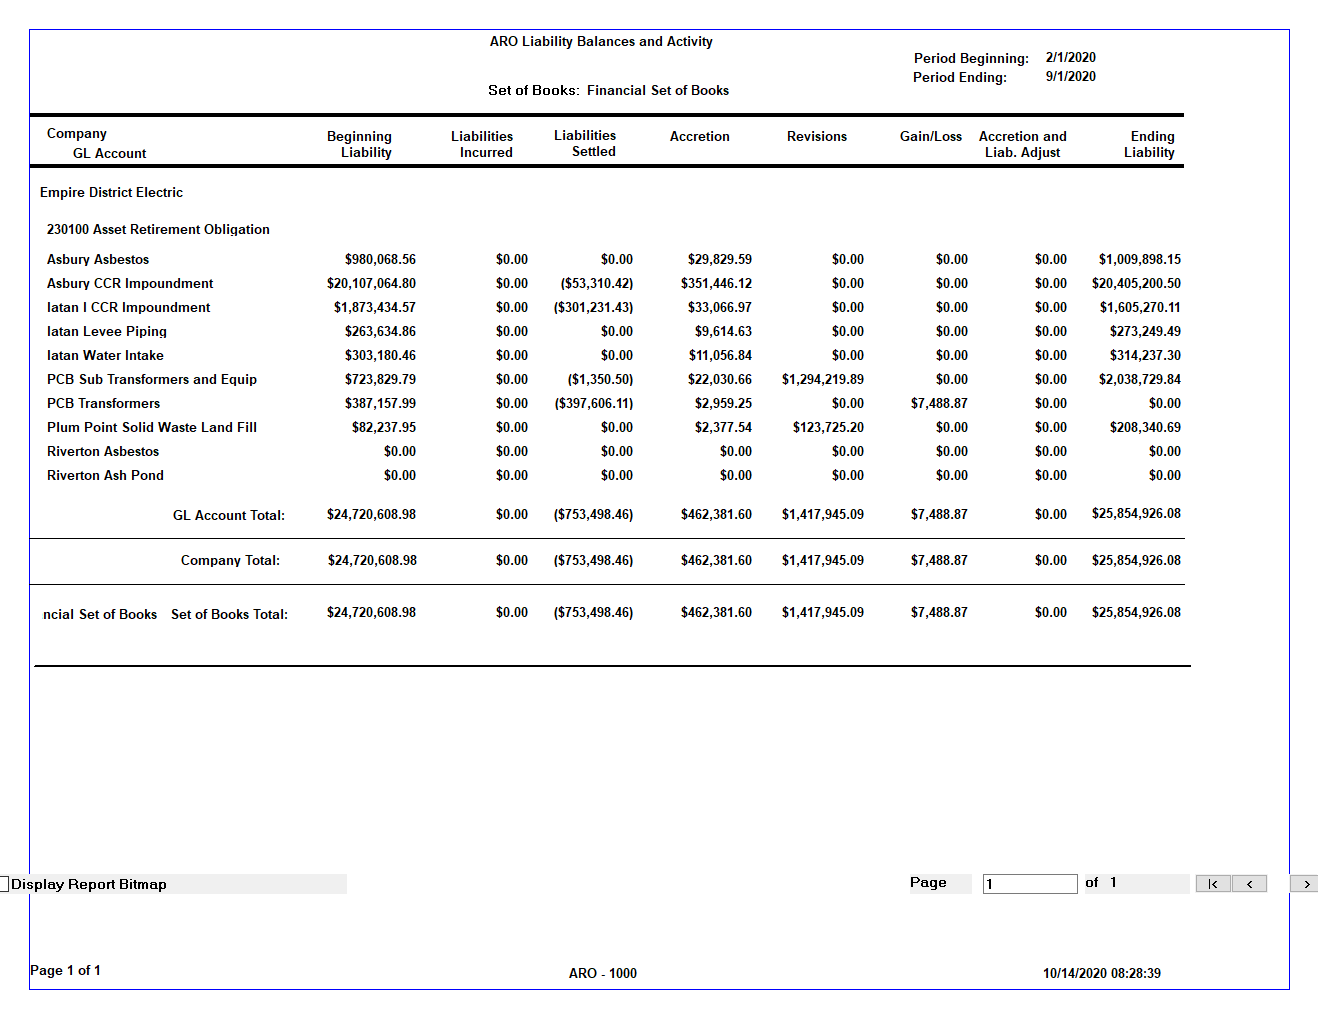 ARO Liability Balances and Activity
Period Beginning: 2/1/2020
Period Ending: 9/1/2020
Set of Books: Financial Set of Books
Company
GL Account
Beginning Liability
Liabilities Incurred
Liabilities Settled
Accretion
Revisions
Gain/Loss
Accretion and Liab. Adjust
Ending Liability
Empire District Electric
230100 Asset Retirement Obligation
Asbury Asbestos $980,068.56 $0.00 $0.00 $29,829.59 $0.00 $0.00 $0.00 $1,009,898.15
Asbury CCR Impoundment $20,107,064.80 $0.00 ($53,310.42) $351,446.12 $0.00 $0.00 $0.00 $20,405,200.50
Iatan I CCR Impoundment $1,873,434.57 $0.00 ($301,231.43) $33,066.97 $0.00 $0.00 $0.00 $1,605,270.11
Iatan Levee Piping $263,634.86 $0.00 $0.00 $9,614.63 $0.00 $0.00 $0.00 $273,249.49
Iatan Water Intake $303,180.46 $0.00 $0.00 $11,056.84 $0.00 $0.00 $0.00 $314,237.30
PCB Sub Transformers and Equip $723,829.79 $0.00 ($1,350.50) $22,030.66 $1,294,219.89 $0.00 $0.00 $2,038,729.84
PCB Transformers $387,157.99 $0.00 ($397,606.11) $2,959.25 $0.00 $7,488.87 $0.00 $0.00
Plum Point Solid Waste Land Fill $82,237.95 $0.00 $0.00 $2,377.54 $123,725.20 $0.00 $0.00 $208,340.69
Riverton Asbestos $0.00 $0.00 $0.00 $0.00 $0.00 $0.00 $0.00 $0.00
Riverton Ash Pond $0.00 $0.00 $0.00 $0.00 $0.00 $0.00 $0.00 $0.00
GL Account Total: $24,720,608.98 $0.00 ($753,498.46) $462,381.60 $1,417,945.09 $7,488.87 $0.00 $25,854,926.08
Company Total: $24,720,608.98 $0.00 ($753,498.46) $462,381.60 $1,417,945.09 $7,488.87 $0.00 $25,854,926.08
ncial Set of Books Set of Books Total: $24,720,608.98 $0.00 ($753,498.46) $462,381.60 $1,417,945.09 $7,488.87 $0.00 $25,854,926.08
Display Report Bitmap
Page 1 of 1
Page 1 of 1
ARO - 1000
10/14/2020 08:28:39